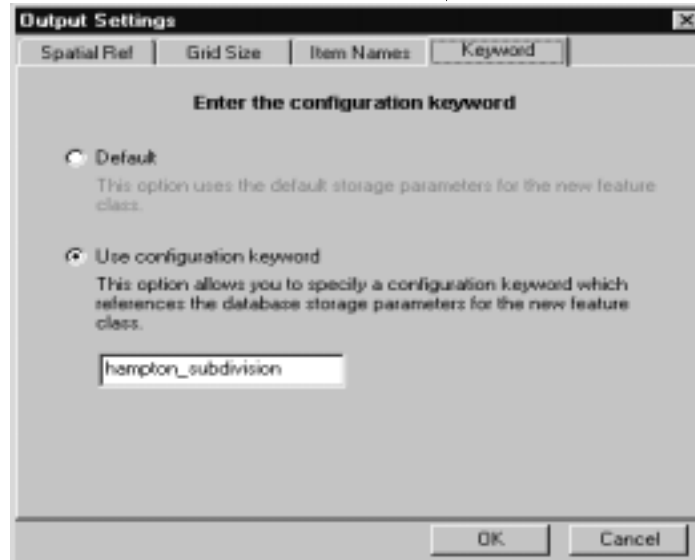 Output Settings
Spatial Ref
Grid Size
Item Names
Keyword
Enter the configuration keyword
Default
This option uses the default storage parameters for the new feature
class.
Use configuration keyword
This option allows you to specify a configuration keyword which
references the database storage parameters for the new feature
class.
hampton_subdivision
OK
Cancel